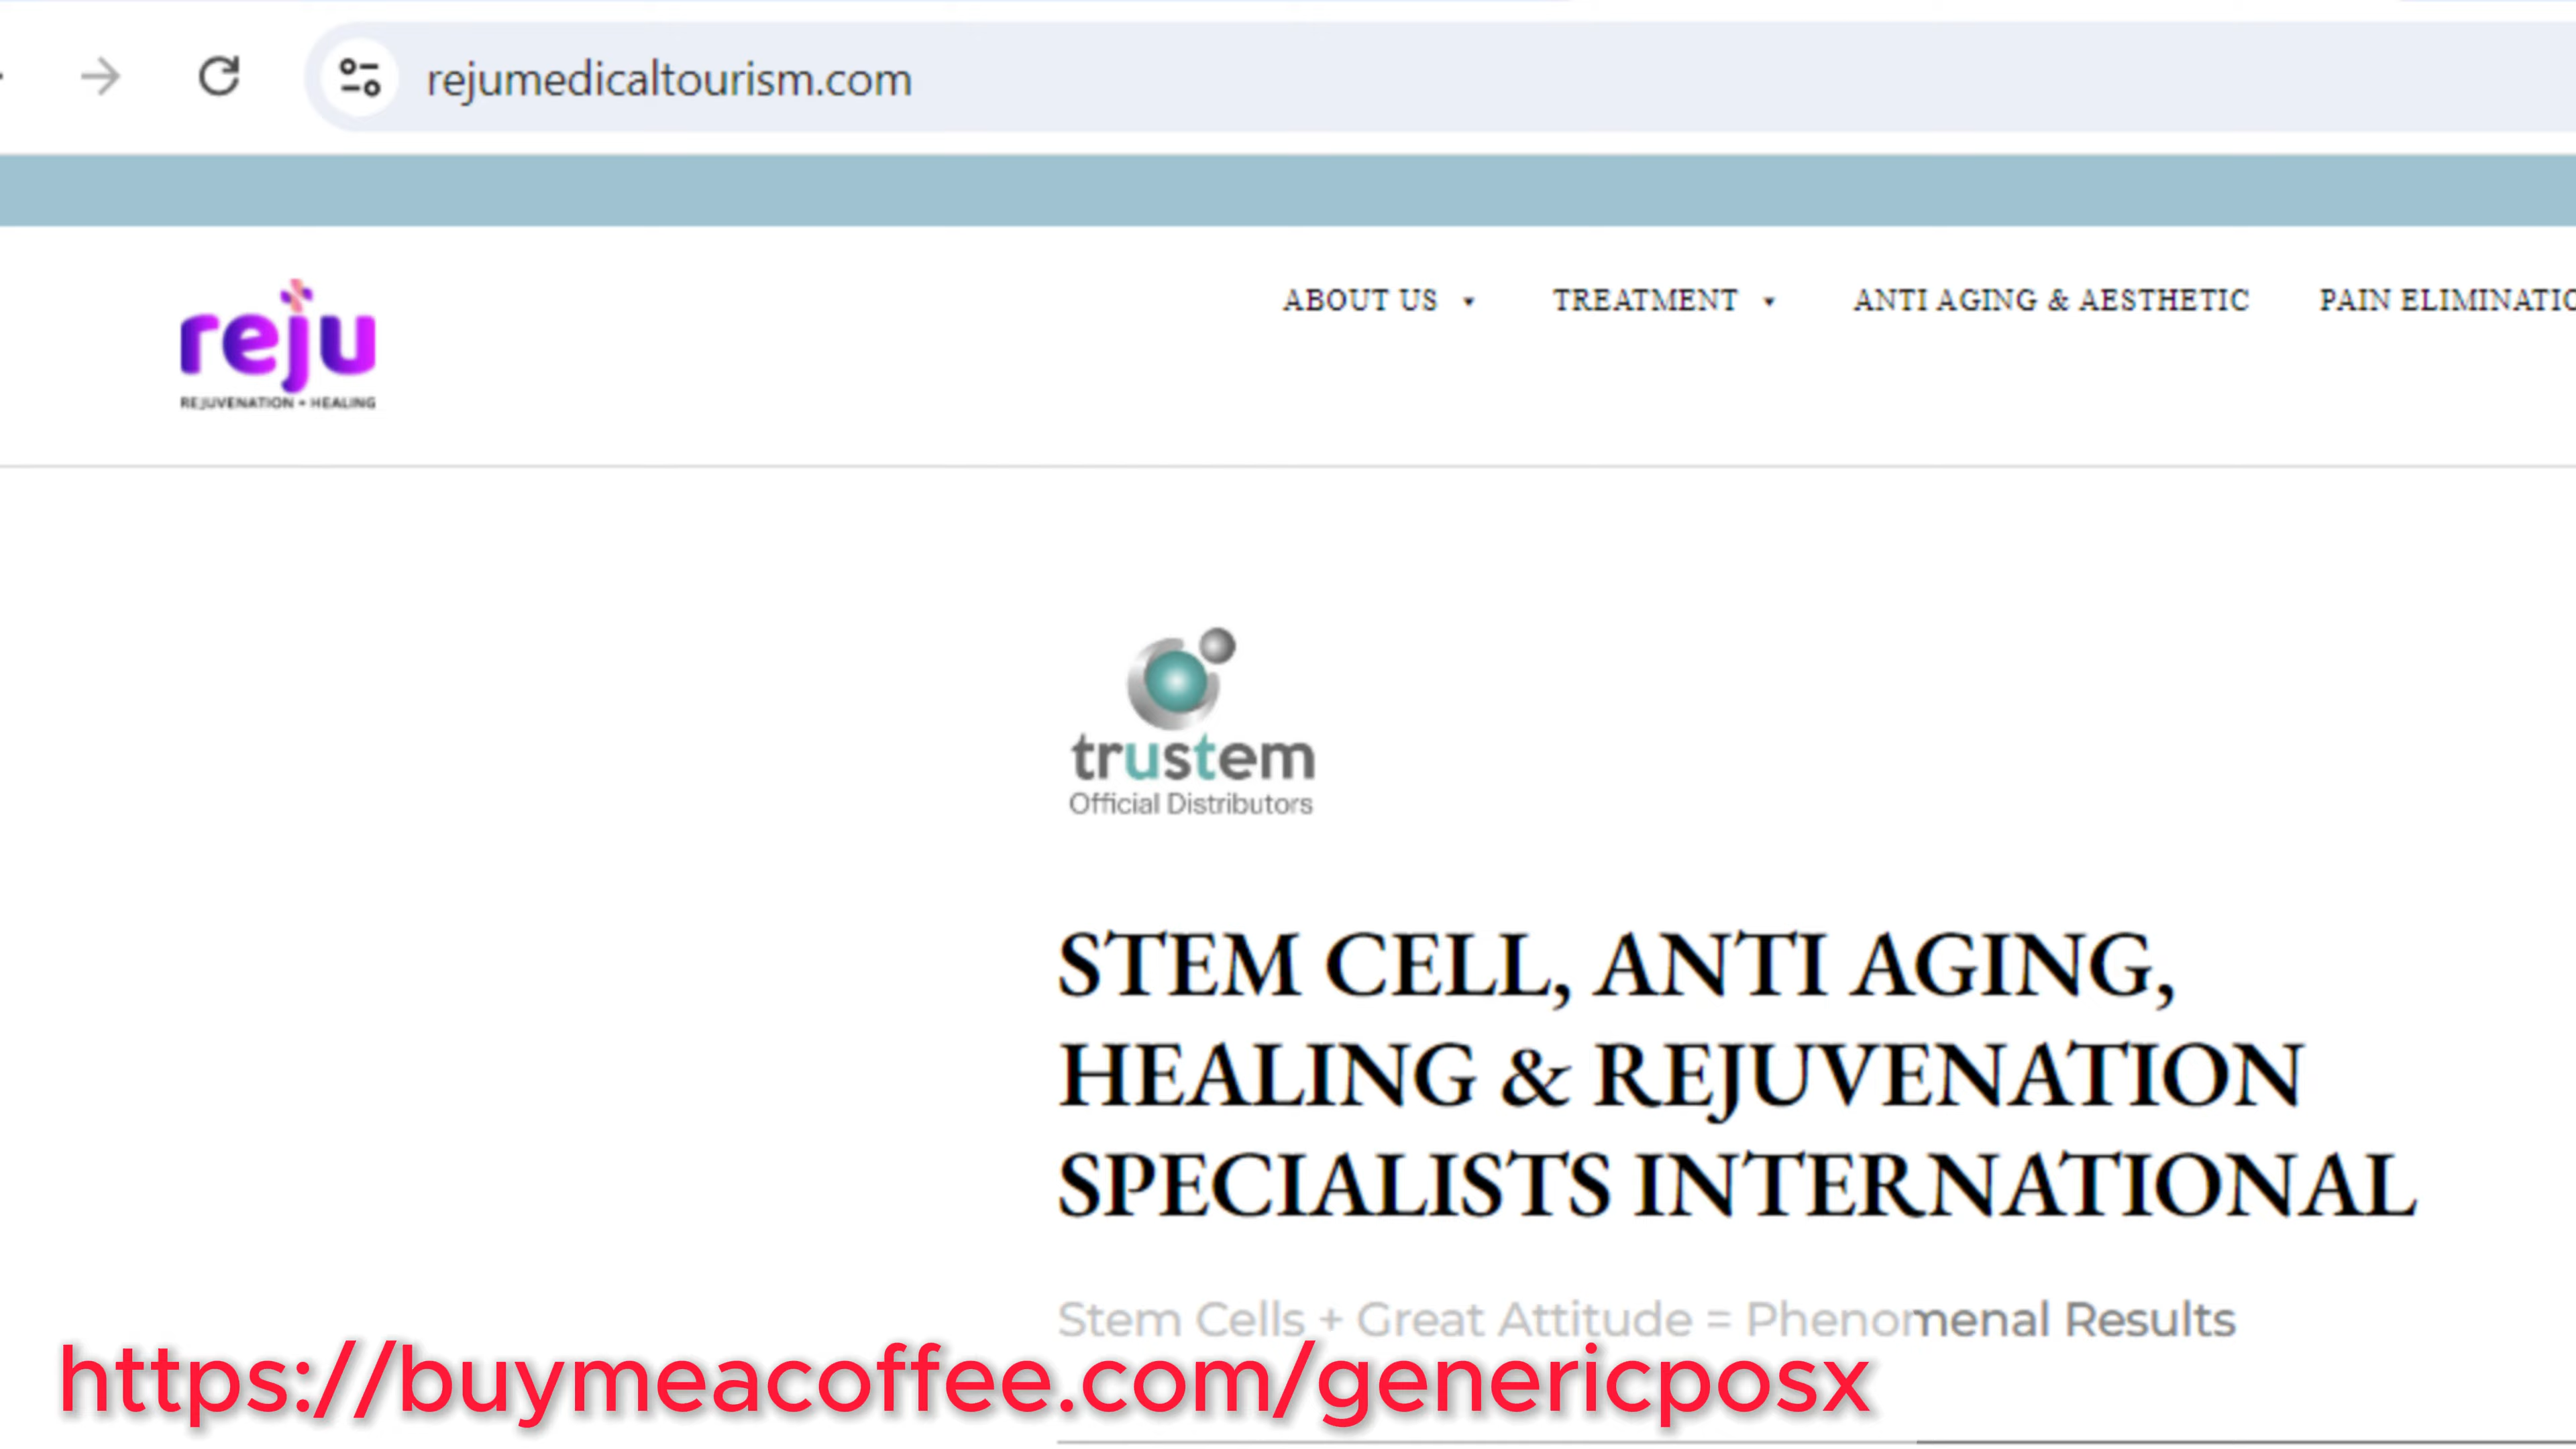 rejumedicaltourism.com
reju
REJUVENATION + HEALING
ABOUT US
TREATMENT
ANTI AGING & AESTHETIC
PAIN ELIMINATIO
trustem
Official Distributors
STEM CELL, ANTI AGING,
HEALING & REJUVENATION
SPECIALISTS INTERNATIONAL
Stem Cells + Great Attitude = Phenomenal Results
https://buymeacoffee.com/genericposx